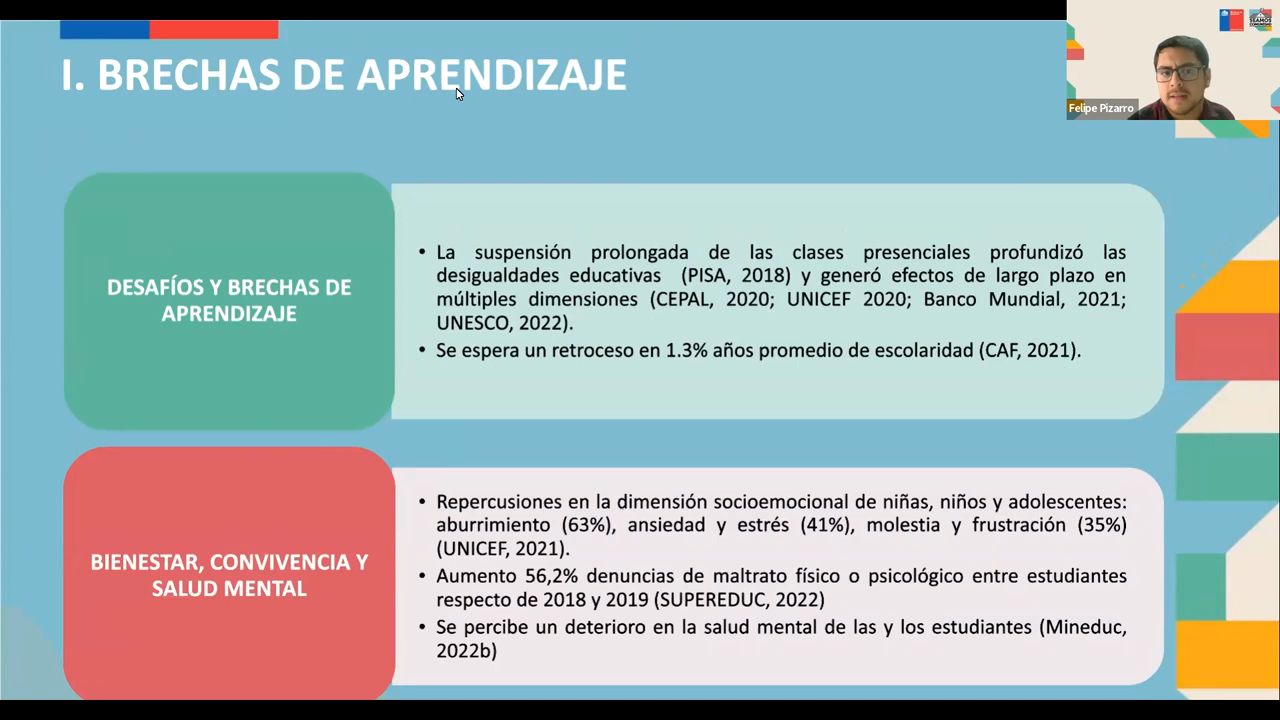 I. BRECHAS DE APRENDIZAJE
SEAMOS
COMUNIDAD
Felipe Pizarro
DESAFÍOS Y BRECHAS DE
APRENDIZAJE
• La suspensión prolongada de las clases presenciales profundizó las
desigualdades educativas (PISA, 2018) y generó efectos de largo plazo en
múltiples dimensiones (CEPAL, 2020; UNICEF 2020; Banco Mundial, 2021;
UNESCO, 2022).
• Se espera un retroceso en 1.3% años promedio de escolaridad (CAF, 2021).
BIENESTAR, CONVIVENCIA Y
SALUD MENTAL
• Repercusiones en la dimensión socioemocional de niñas, niños y adolescentes:
aburrimiento (63%), ansiedad y estrés (41%), molestia y frustración (35%)
(UNICEF, 2021).
• Aumento 56,2% denuncias de maltrato físico o psicológico entre estudiantes
respecto de 2018 y 2019 (SUPEREDUC, 2022)
• Se percibe un deterioro en la salud mental de las y los estudiantes (Mineduc,
2022b)